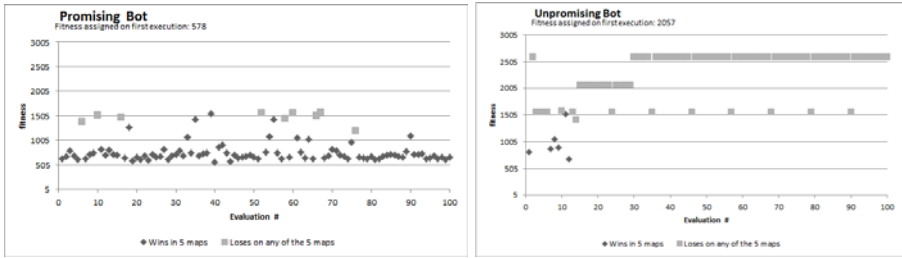 Promising Bot
Fitness assigned on first execution: 578
3005
2505
2005
1505
1005
505
5
fitness
0 10 20 30 40 50 60 70 80 90 100
Evaluation #
Wins in 5 maps Loses on any of the 5 maps
Unpromising Bot
Fitness assigned on first execution: 2057
3005
2505
2005
1505
1005
505
5
fitness
0 10 20 30 40 50 60 70 80 90 100
Evaluation #
Wins in 5 maps Loses on any of the 5 maps